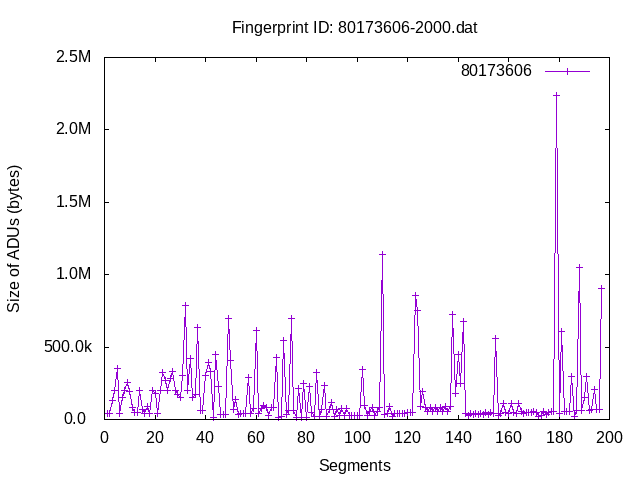 Fingerprint ID: 80173606-2000.dat
80173606
2.5M
2.0M
1.5M
1.0M
500.0k
0.0
Size of ADUs (bytes)
0 20 40 60 80 100 120 140 160 180 200
Segments